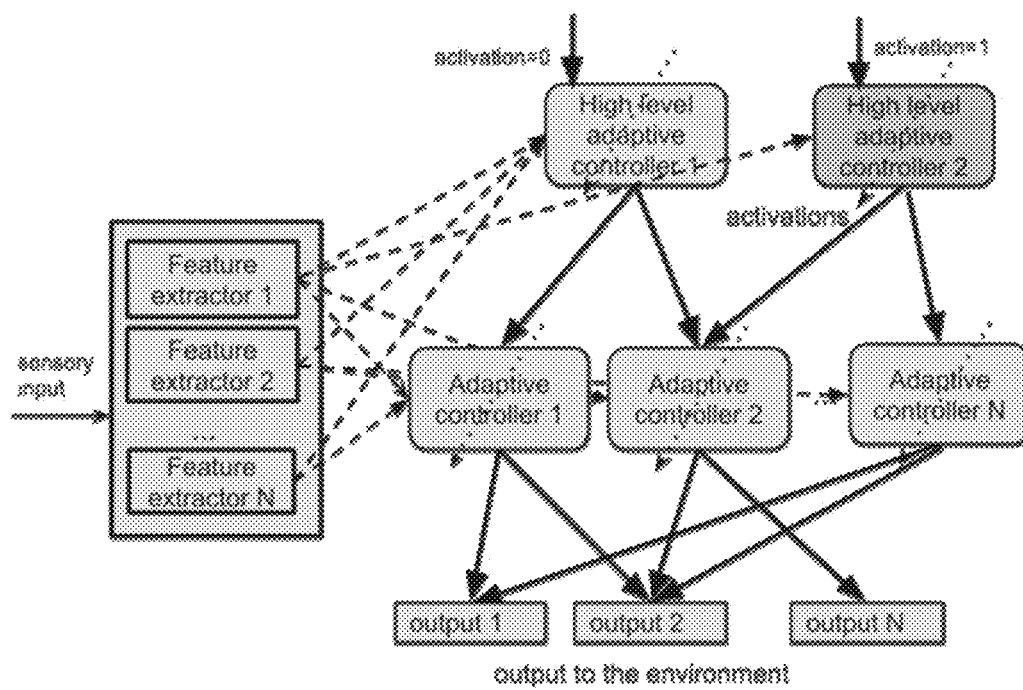 activation=0
activation=1
High level
adaptive
controller 1
High level
adaptive
controller 2
activations
Feature
extractor 1
Feature
extractor 2
...
Feature
extractor N
sensory
input
Adaptive
controller 1
Adaptive
controller 2
...
Adaptive
controller N
output 1
output 2
output N
output to the environment